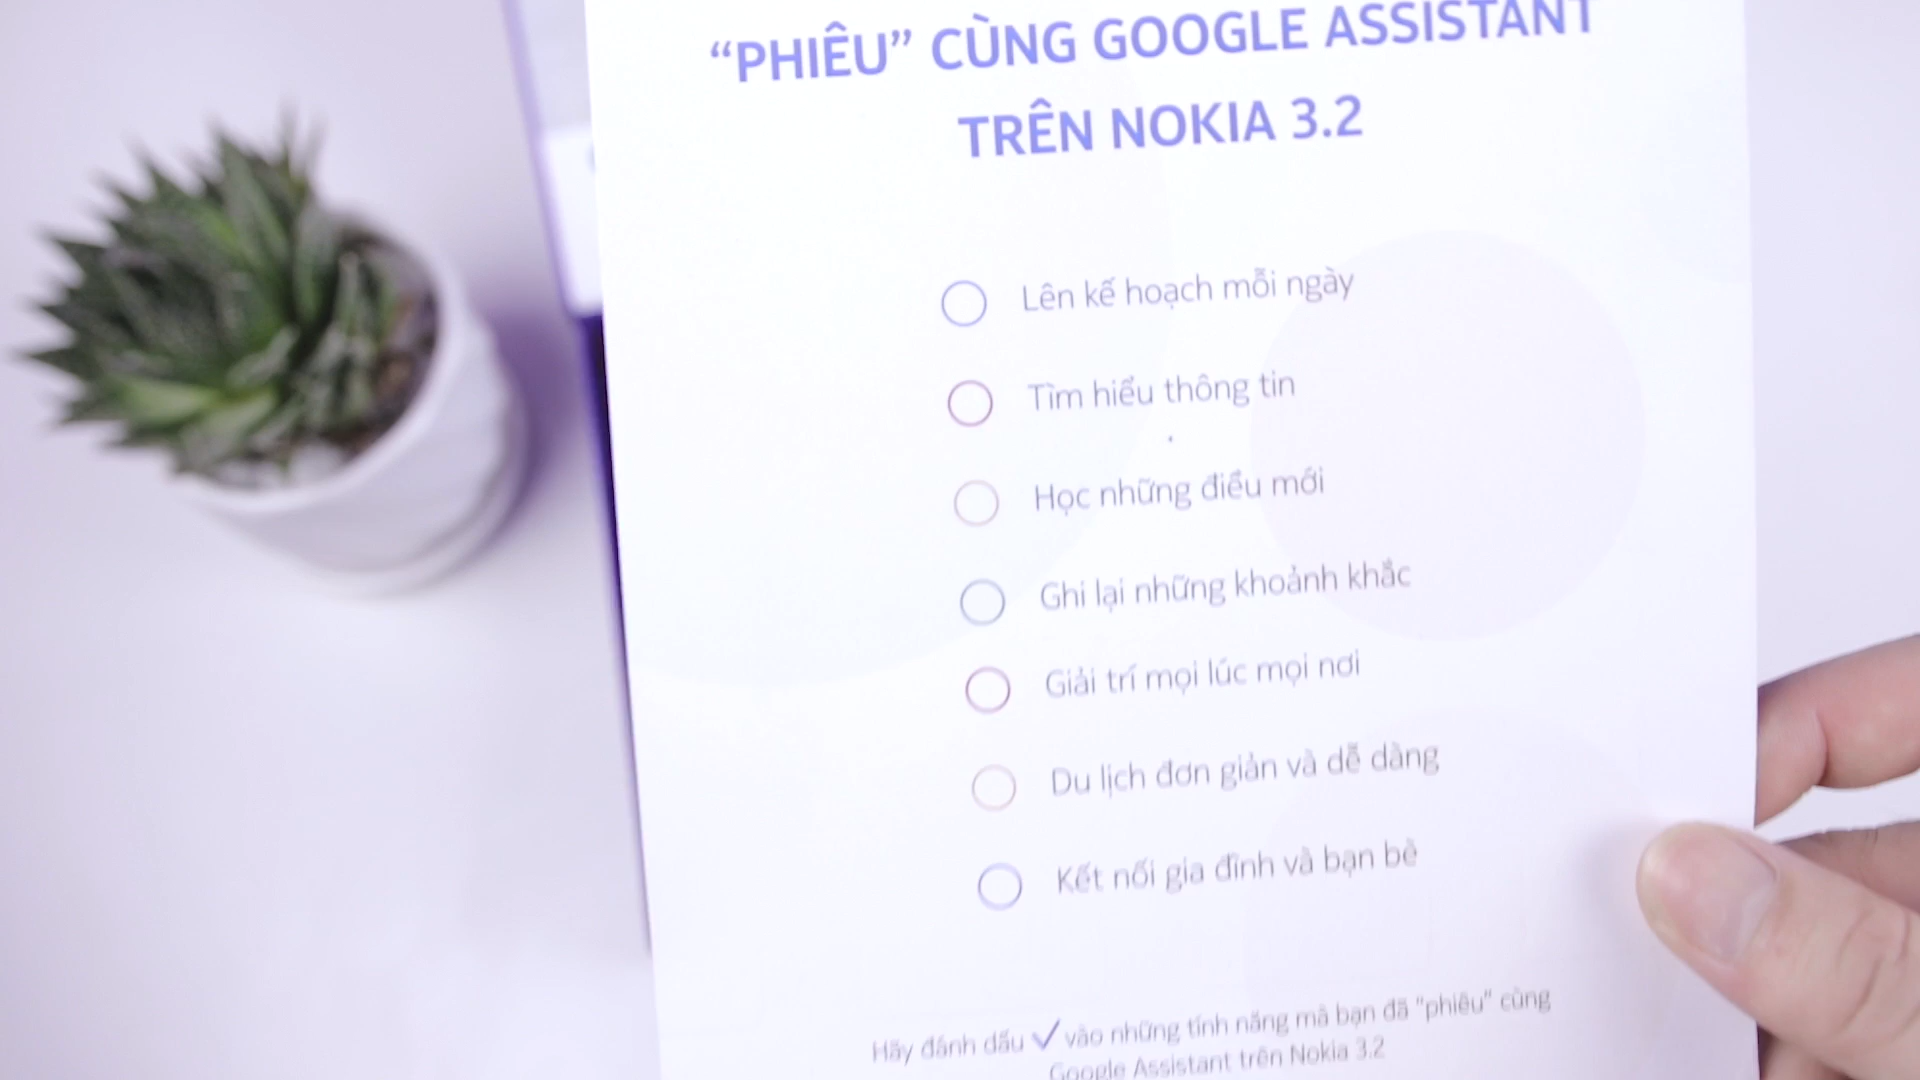 “PHIÊU” CÙNG GOOGLE ASSISTANT
TRÊN NOKIA 3.2
Lên kế hoạch mỗi ngày
Tìm hiểu thông tin
Học những điều mới
Ghi lại những khoảnh khắc
Giải trí mọi lúc mọi nơi
Du lịch đơn giản và dễ dàng
Kết nối gia đình và bạn bè
Hãy đánh dấu ✓ vào những tính năng mà bạn đã “phiêu” cùng
Google Assistant trên Nokia 3.2